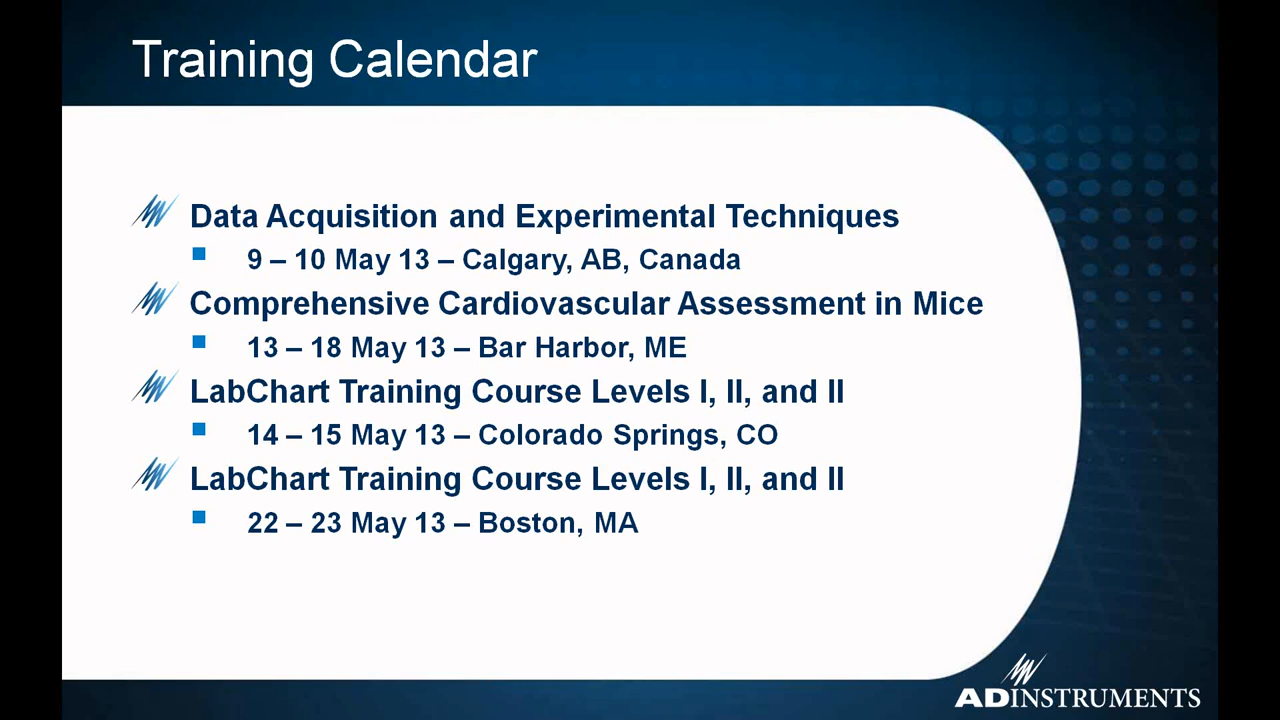 Training Calendar
Data Acquisition and Experimental Techniques
9 – 10 May 13 – Calgary, AB, Canada
Comprehensive Cardiovascular Assessment in Mice
13 – 18 May 13 – Bar Harbor, ME
LabChart Training Course Levels I, II, and II
14 – 15 May 13 – Colorado Springs, CO
LabChart Training Course Levels I, II, and II
22 – 23 May 13 – Boston, MA
ADINSTRUMENTS